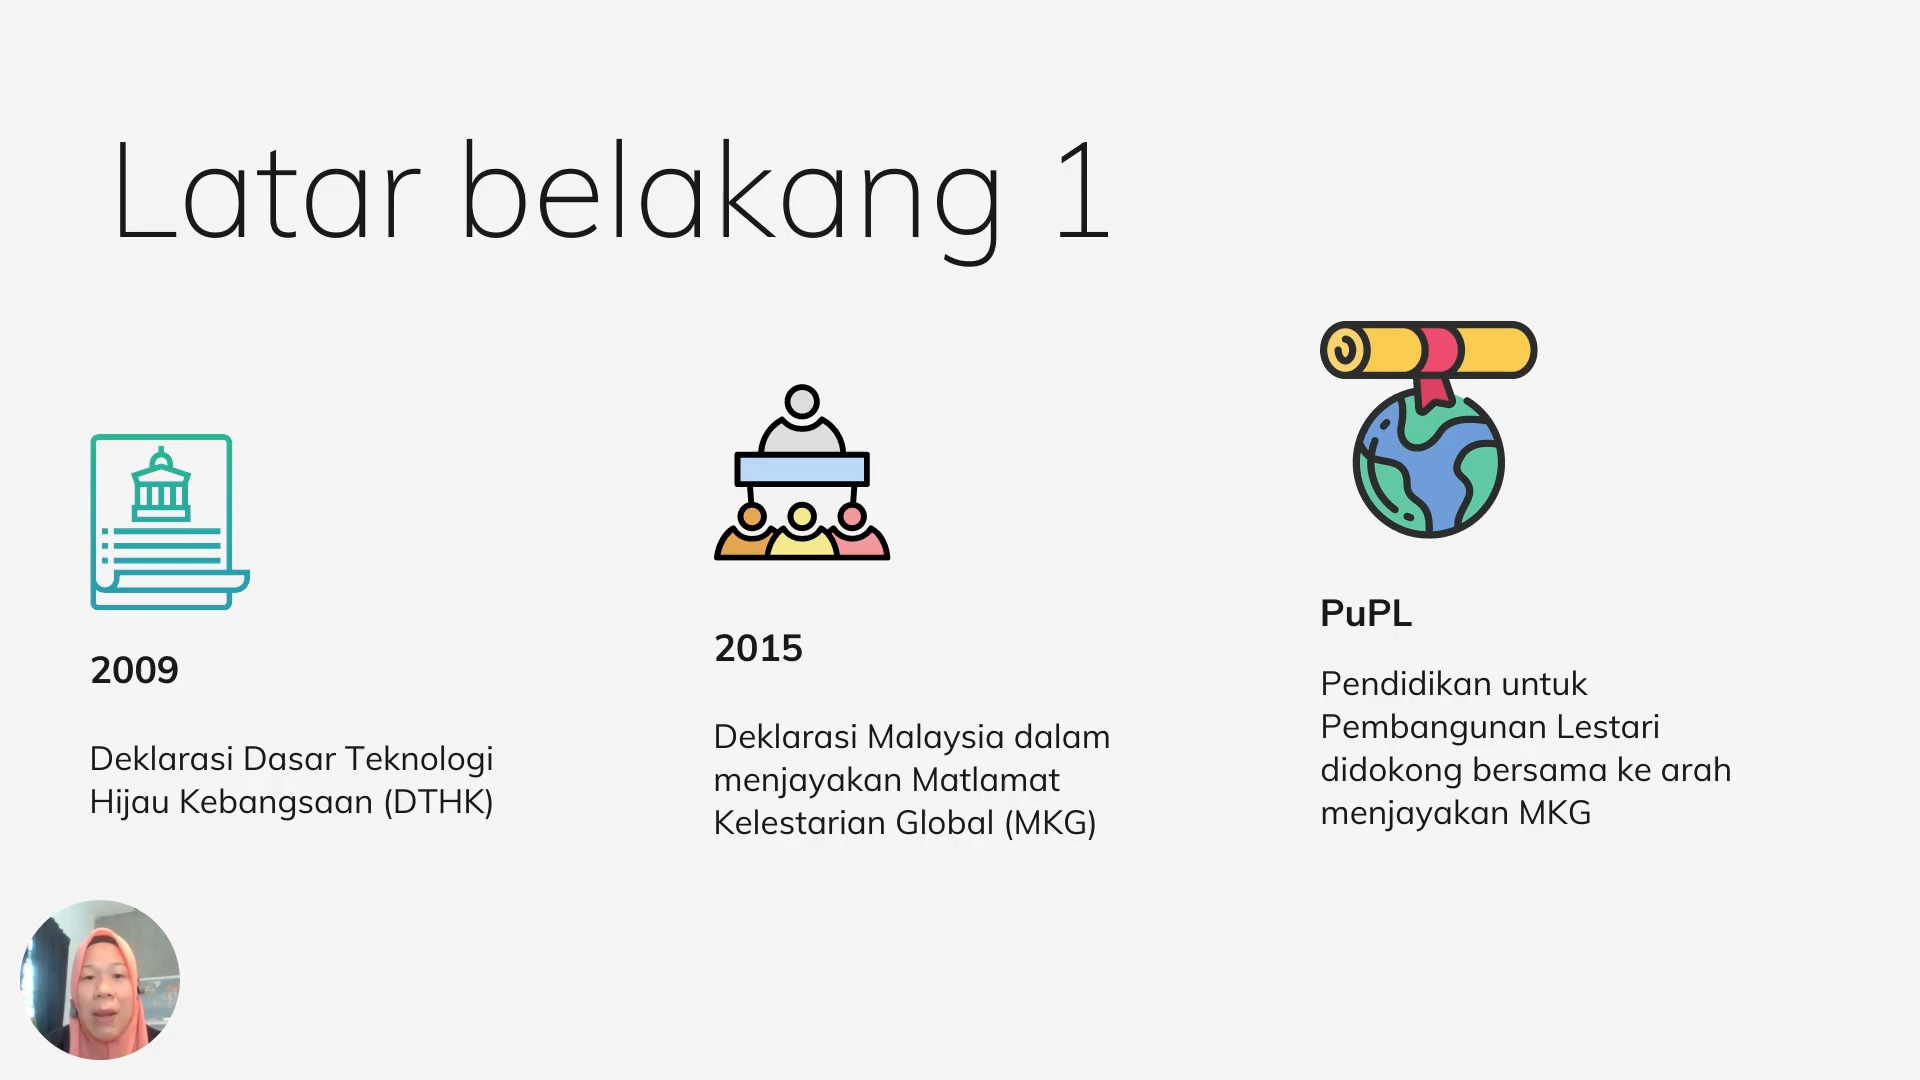 Latar belakang 1
2009
Deklarasi Dasar Teknologi
Hijau Kebangsaan (DTHK)
2015
Deklarasi Malaysia dalam
menjayakan Matlamat
Kelestarian Global (MKG)
PuPL
Pendidikan untuk
Pembangunan Lestari
didokong bersama ke arah
menjayakan MKG